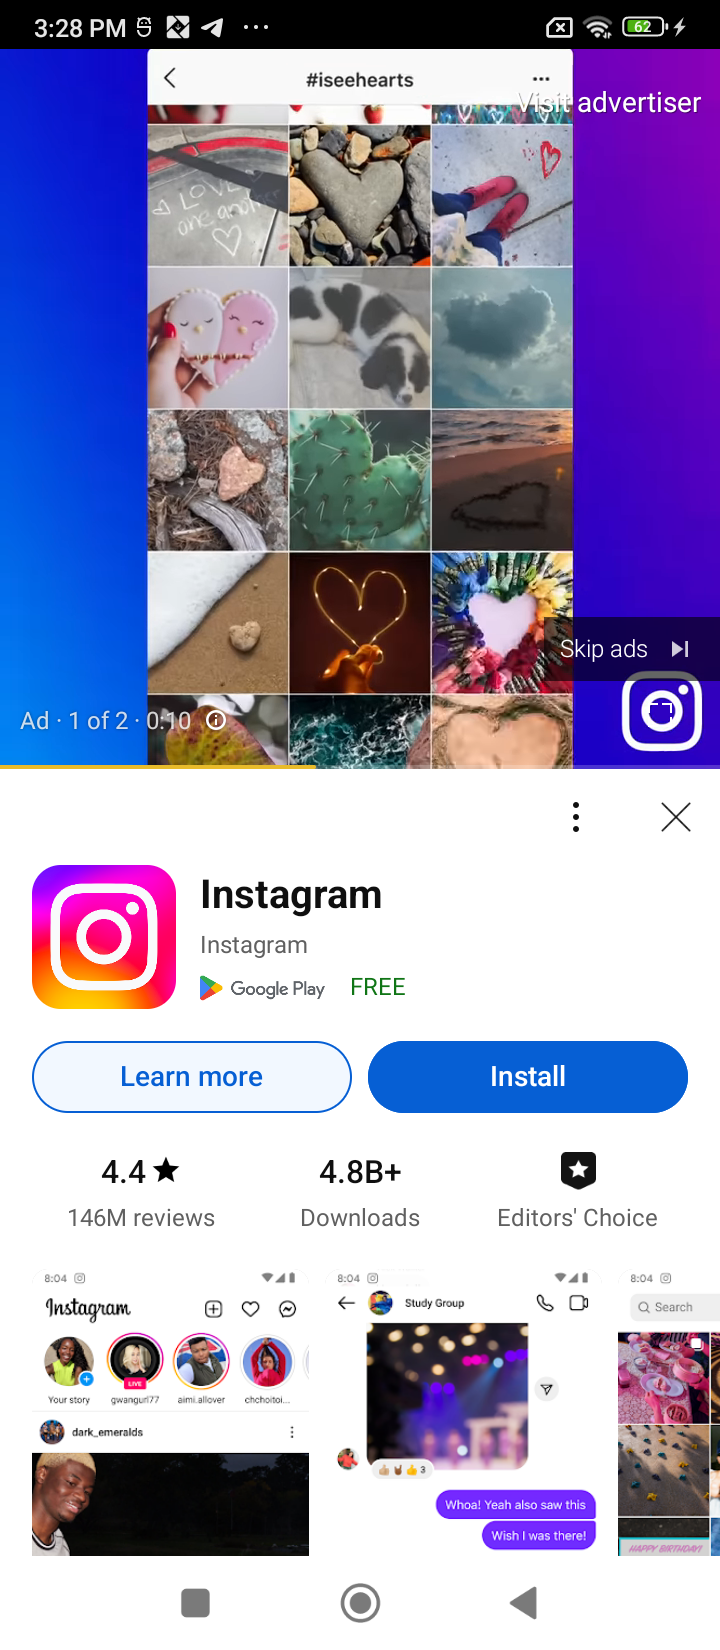 3:28 PM
62
#iseehearts
Visit advertiser
LOVE
one another
Skip ads
Ad · 1 of 2 · 0:10
Instagram
Instagram
Google Play
FREE
Learn more
Install
4.4★
4.8B+
146M reviews
Downloads
Editors' Choice
8:04
Instagram
Your story
LIVE
gwangurl77
aimi.allover
chchoitoi...
dark_emeralds
8:04
Study Group
3
Whoa! Yeah also saw this
Wish I was there!
8:04
Search
HAPPY BIRTHDAY!